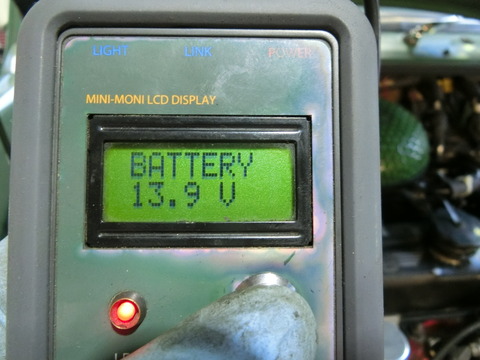 LIGHT LINK POWER
MINI-MONI LCD DISPLAY
BATTERY
13.9 V